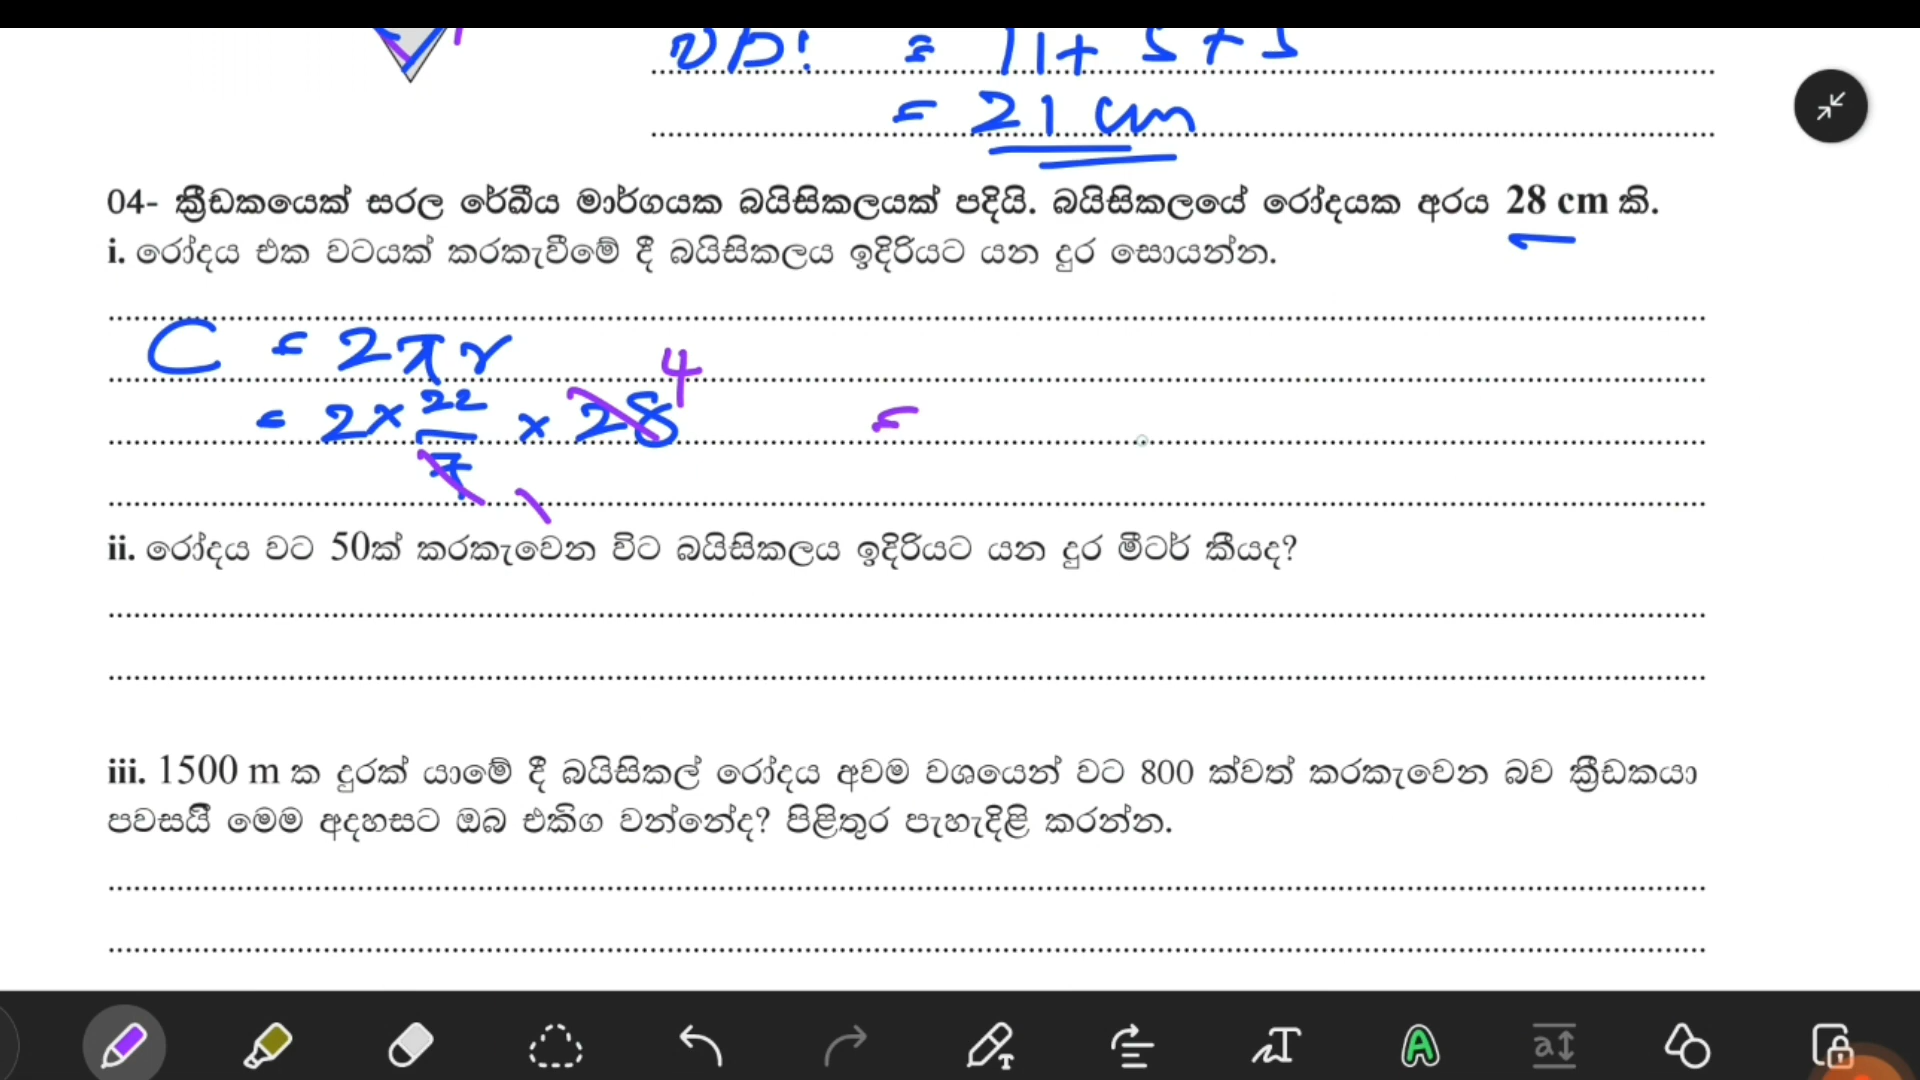 = 11 + 5 + 5
= 21 cm
04- ක්‍රීඩකයෙක් සරල රේඛීය මාර්ගයක බයිසිකලයක් පදියි. බයිසිකලයේ රෝදයක අරය 28 cm කි.
i. රෝදය එක වටයක් කරකැවීමේ දී බයිසිකලය ඉදිරියට යන දුර සොයන්න.
C = 2πr
= 2 × 22/7 × 28 4 =
ii. රෝදය වට 50ක් කරකැවෙන විට බයිසිකලය ඉදිරියට යන දුර මීටර් කීයද?
iii. 1500 m ක දුරක් යාමේ දී බයිසිකල් රෝදය අවම වශයෙන් වට 800 ක්වත් කරකැවෙන බව ක්‍රීඩකයා
පවසයි මෙම අදහසට ඔබ එකිග වන්නේද? පිළිතුර පැහැදිළි කරන්න.